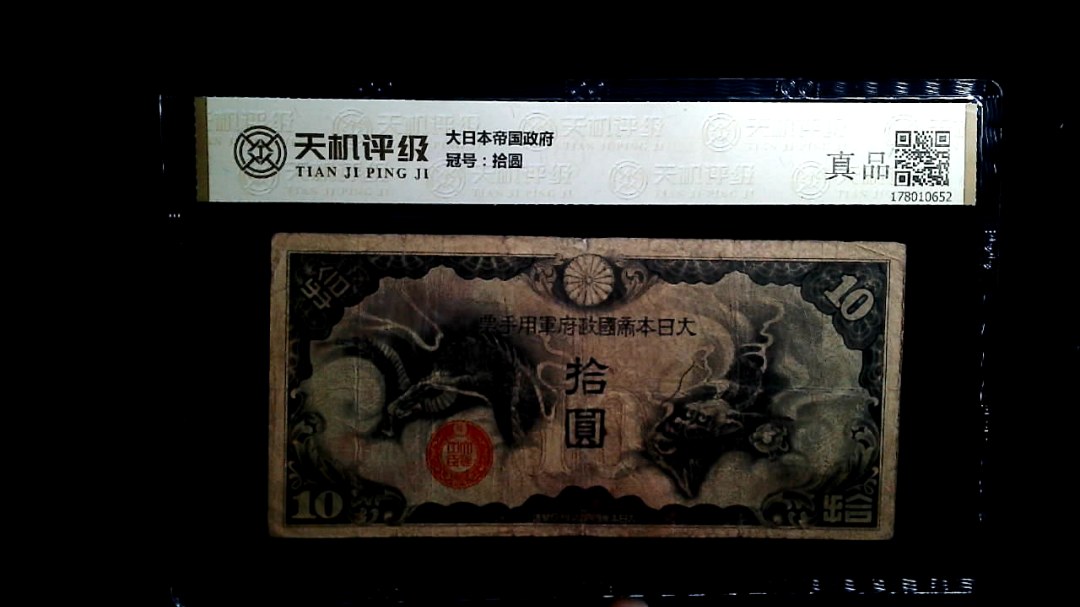 天机评级
TIAN JI PING JI
大日本帝国政府
冠号：拾圆
真品
178010652
拾
10
票手用軍府政國帝本日大
拾
圓
10
拾